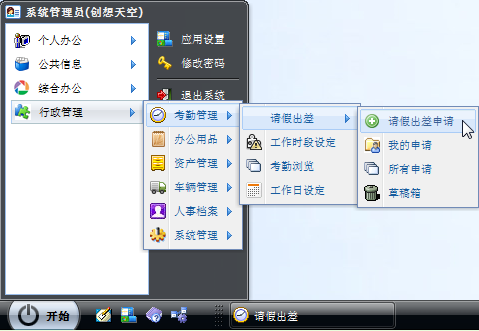 系统管理员(创想天空)
个人办公
公共信息
综合办公
行政管理
应用设置
修改密码
退出系统
考勤管理
办公用品
资产管理
车辆管理
人事档案
系统管理
请假出差
工作时段设定
考勤浏览
工作日设定
请假出差申请
我的申请
所有申请
草稿箱
开始
请假出差